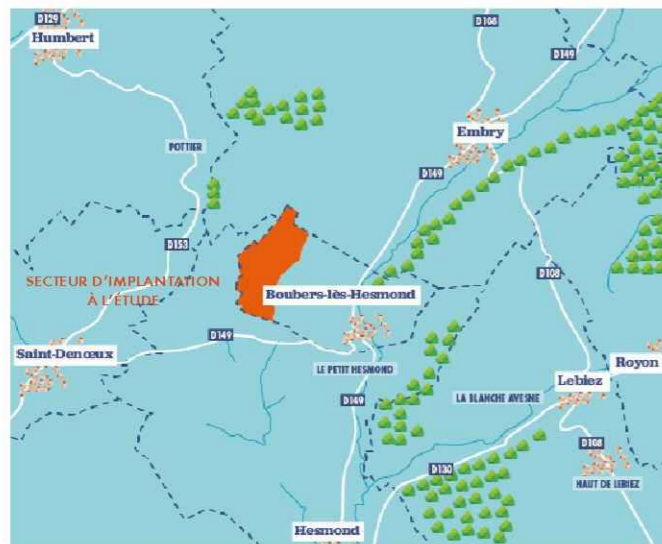 D129
Humbert
D106
D149
Embry
POTTIER
D149
D153
D108
SECTEUR D'IMPLANTATION
À L'ÉTUDE
Boubers-lès-Hesmond
D149
Saint-Denœux
LE PETIT HESMOND
Royon
Lebiez
LA BLANCHE AVESNE
D149
D108
D130
HAUT DE LEBIEZ
Hesmond